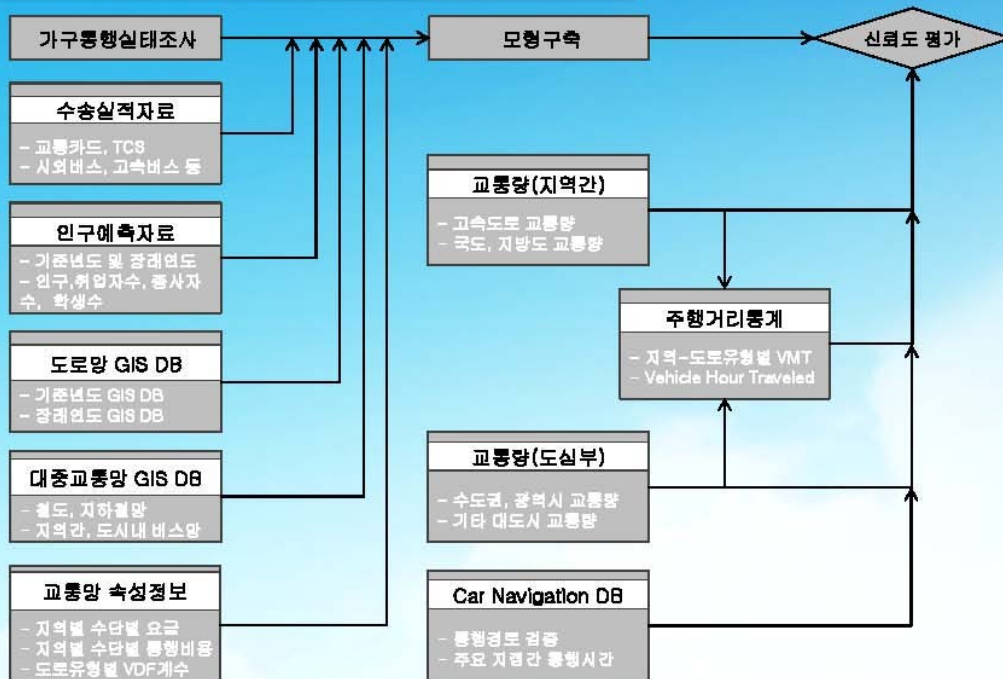 가구통행실태조사
모형구축
신뢰도 평가
수송실적자료
- 교통카드, TCS
- 시외버스, 고속버스 등
인구예측자료
- 기준년도 및 장래연도
- 인구,취업자수, 종사자
수, 학생수
도로망 GIS DB
- 기준년도 GIS DB
- 장래연도 GIS DB
대중교통망 GIS DB
- 철도, 지하철망
- 지역간, 도시내 버스망
교통망 속성정보
- 지역별 수단별 요금
- 지역별 수단별 통행비용
- 도로유형별 VDF계수
교통량(지역간)
- 고속도로 교통량
- 국도, 지방도 교통량
주행거리통계
- 지역-도로유형별 VMT
- Vehicle Hour Traveled
교통량(도심부)
- 수도권, 광역시 교통량
- 기타 대도시 교통량
Car Navigation DB
- 통행경로 검증
- 주요 지점간 통행시간